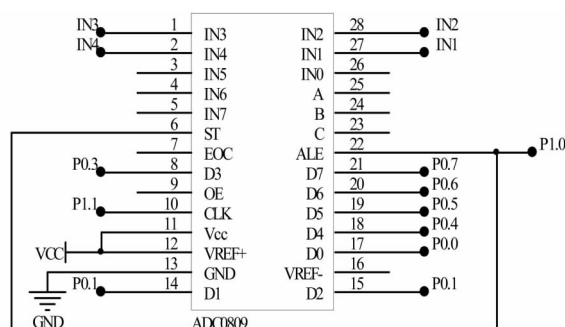 IN3 1 IN3 IN2 28 IN2
IN4 2 IN4 IN1 27 IN1
3 IN5 IN0 26
4 IN6 A 25
5 IN7 B 24
6 ST C 23
7 EOC ALE 22 P1.0
P0.3 8 D3 D7 21 P0.7
9 OE D6 20 P0.6
P1.1 10 CLK D5 19 P0.5
11 Vcc D4 18 P0.4
VCC 12 VREF+ D0 17 P0.0
13 GND VREF- 16
P0.1 14 D1 D2 15 P0.1
GND ADC0809